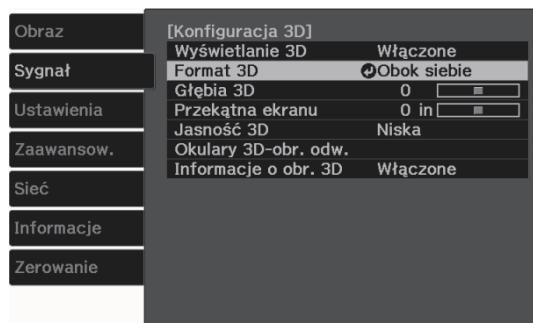 Obraz
Sygnał
Ustawienia
Zaawansow.
Sieć
Informacje
Zerowanie
[Konfiguracja 3D]
Wyświetlanie 3D Włączone
Format 3D Obok siebie
Głębia 3D 0
Przekątna ekranu 0 in
Jasność 3D Niska
Okulary 3D-obr. odw.
Informacje o obr. 3D Włączone